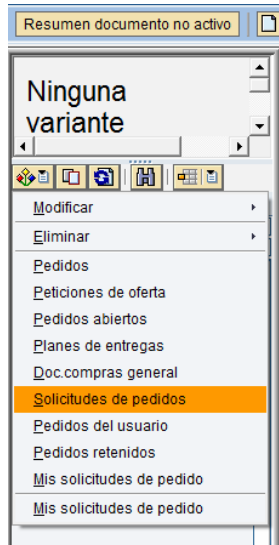 Resumen documento no activo
Ninguna
variante
Modificar
Eliminar
Pedidos
Peticiones de oferta
Pedidos abiertos
Planes de entregas
Doc.compras general
Solicitudes de pedidos
Pedidos del usuario
Pedidos retenidos
Mis solicitudes de pedido
Mis solicitudes de pedido